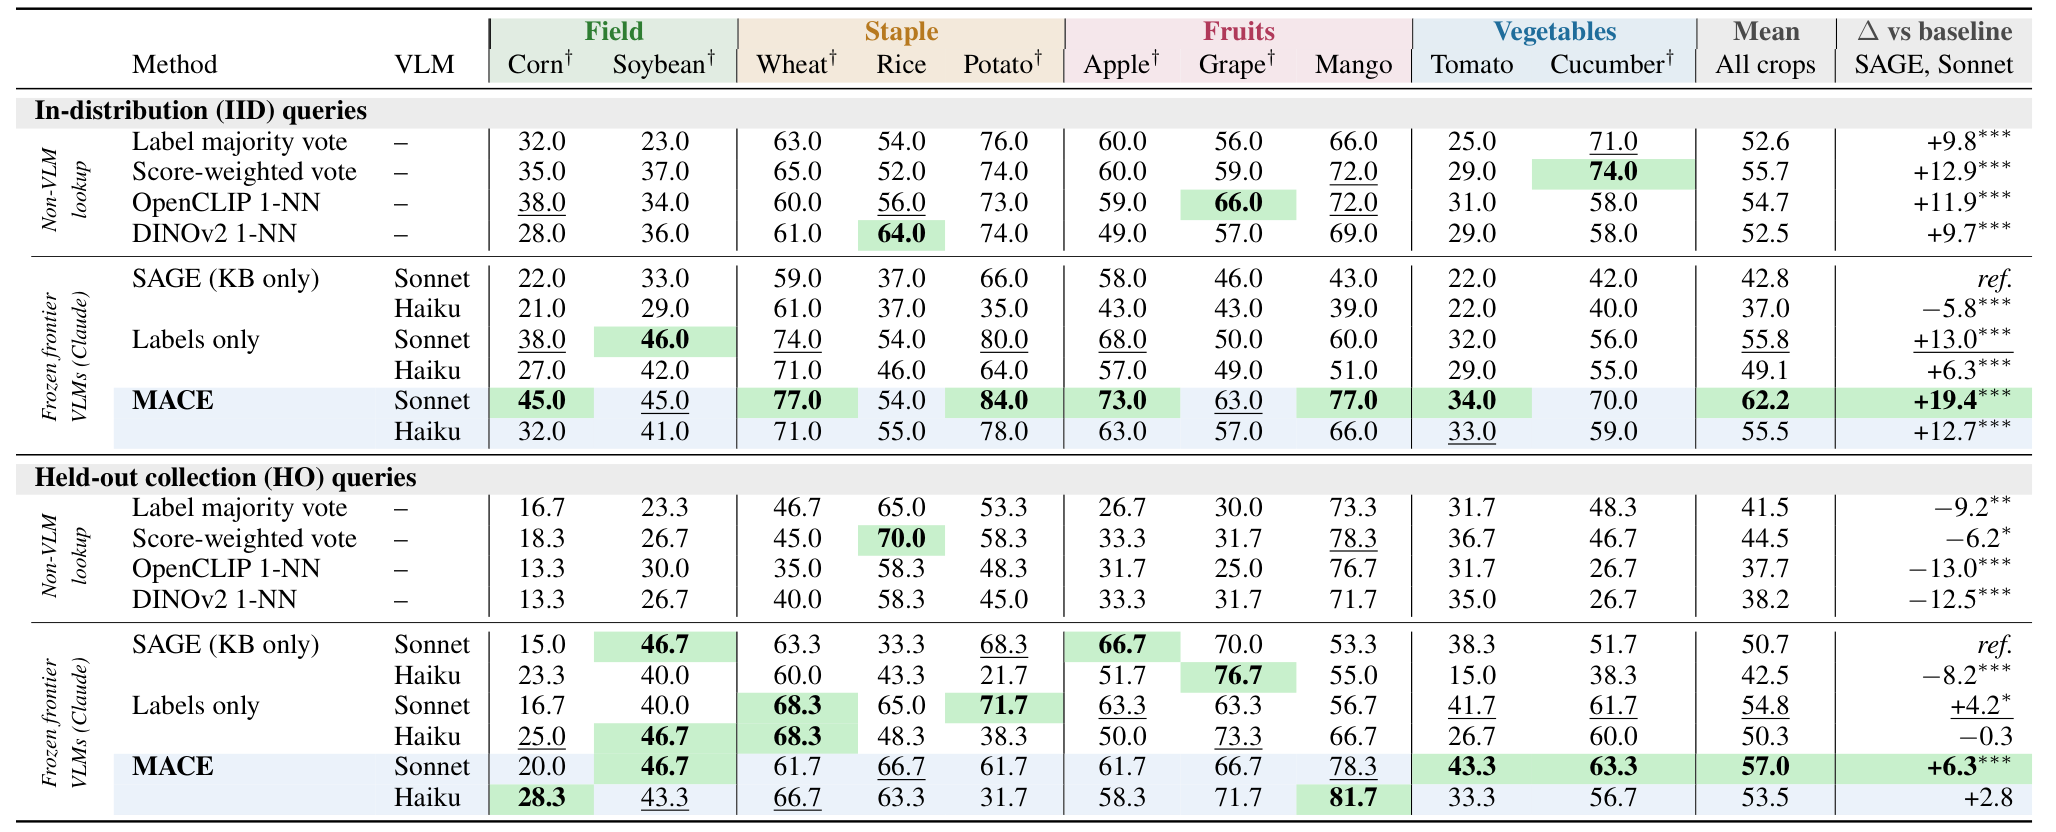 Field Staple Fruits Vegetables Mean Δ vs baseline
Method VLM Corn† Soybean† Wheat† Rice Potato† Apple† Grape† Mango Tomato Cucumber† All crops SAGE, Sonnet
In-distribution (IID) queries
Non-VLM lookup
Label majority vote – 32.0 23.0 63.0 54.0 76.0 60.0 56.0 66.0 25.0 71.0 52.6 +9.8***
Score-weighted vote – 35.0 37.0 65.0 52.0 74.0 60.0 59.0 72.0 29.0 74.0 55.7 +12.9***
OpenCLIP 1-NN – 38.0 34.0 60.0 56.0 73.0 59.0 66.0 72.0 31.0 58.0 54.7 +11.9***
DINOv2 1-NN – 28.0 36.0 61.0 64.0 74.0 49.0 57.0 69.0 29.0 58.0 52.5 +9.7***
Frozen frontier VLMs (Claude)
SAGE (KB only) Sonnet 22.0 33.0 59.0 37.0 66.0 58.0 46.0 43.0 22.0 42.0 42.8 ref.
Haiku 21.0 29.0 61.0 37.0 35.0 43.0 43.0 39.0 22.0 40.0 37.0 −5.8***
Labels only Sonnet 38.0 46.0 74.0 54.0 80.0 68.0 50.0 60.0 32.0 56.0 55.8 +13.0***
Haiku 27.0 42.0 71.0 46.0 64.0 57.0 49.0 51.0 29.0 55.0 49.1 +6.3***
MACE Sonnet 45.0 45.0 77.0 54.0 84.0 73.0 63.0 77.0 34.0 70.0 62.2 +19.4***
Haiku 32.0 41.0 71.0 55.0 78.0 63.0 57.0 66.0 33.0 59.0 55.5 +12.7***
Held-out collection (HO) queries
Non-VLM lookup
Label majority vote – 16.7 23.3 46.7 65.0 53.3 26.7 30.0 73.3 31.7 48.3 41.5 −9.2**
Score-weighted vote – 18.3 26.7 45.0 70.0 58.3 33.3 31.7 78.3 36.7 46.7 44.5 −6.2*
OpenCLIP 1-NN – 13.3 30.0 35.0 58.3 48.3 31.7 25.0 76.7 31.7 26.7 37.7 −13.0***
DINOv2 1-NN – 13.3 26.7 40.0 58.3 45.0 33.3 31.7 71.7 35.0 26.7 38.2 −12.5***
Frozen frontier VLMs (Claude)
SAGE (KB only) Sonnet 15.0 46.7 63.3 33.3 68.3 66.7 70.0 53.3 38.3 51.7 50.7 ref.
Haiku 23.3 40.0 60.0 43.3 21.7 51.7 76.7 55.0 15.0 38.3 42.5 −8.2***
Labels only Sonnet 16.7 40.0 68.3 65.0 71.7 63.3 63.3 56.7 41.7 61.7 54.8 +4.2*
Haiku 25.0 46.7 68.3 48.3 38.3 50.0 73.3 66.7 26.7 60.0 50.3 −0.3
MACE Sonnet 20.0 46.7 61.7 66.7 61.7 61.7 66.7 78.3 43.3 63.3 57.0 +6.3***
Haiku 28.3 43.3 66.7 63.3 31.7 58.3 71.7 81.7 33.3 56.7 53.5 +2.8